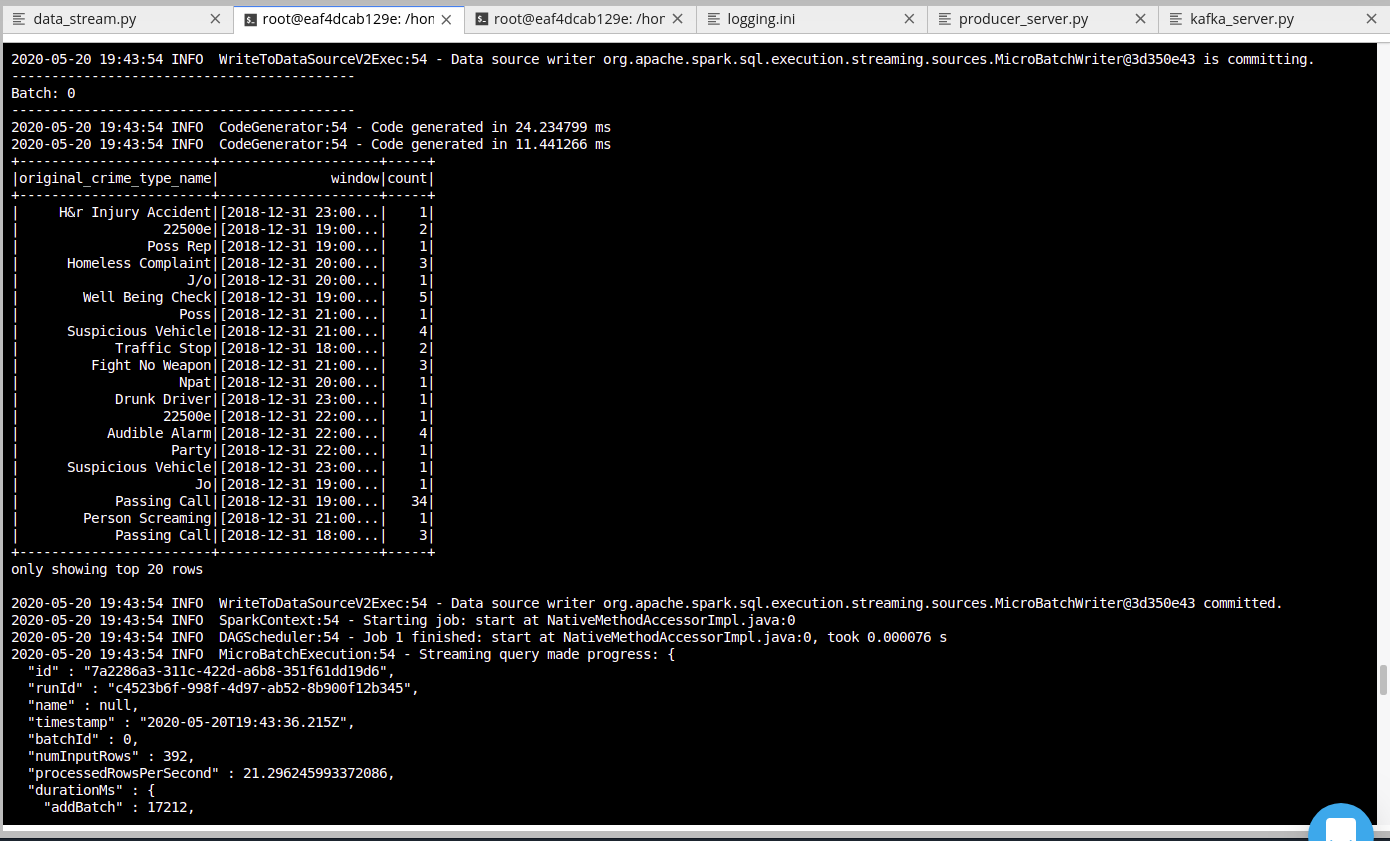 data_stream.py
root@eaf4dcab129e: /hor
root@eaf4dcab129e: /hor
logging.ini
producer_server.py
kafka_server.py
2020-05-20 19:43:54 INFO  WriteToDataSourceV2Exec:54 - Data source writer org.apache.spark.sql.execution.streaming.sources.MicroBatchWriter@3d350e43 is committing.
-------------------------------------------
Batch: 0
-------------------------------------------
2020-05-20 19:43:54 INFO  CodeGenerator:54 - Code generated in 24.234799 ms
2020-05-20 19:43:54 INFO  CodeGenerator:54 - Code generated in 11.441266 ms
+------------------------+--------------------+-----+
|original_crime_type_name|              window|count|
+------------------------+--------------------+-----+
|     H&r Injury Accident|[2018-12-31 23:00...|    1|
|                  22500e|[2018-12-31 19:00...|    2|
|                Poss Rep|[2018-12-31 19:00...|    1|
|      Homeless Complaint|[2018-12-31 20:00...|    3|
|                     J/o|[2018-12-31 20:00...|    1|
|        Well Being Check|[2018-12-31 19:00...|    5|
|                    Poss|[2018-12-31 21:00...|    1|
|      Suspicious Vehicle|[2018-12-31 21:00...|    4|
|            Traffic Stop|[2018-12-31 18:00...|    2|
|         Fight No Weapon|[2018-12-31 21:00...|    3|
|                    Npat|[2018-12-31 20:00...|    1|
|            Drunk Driver|[2018-12-31 23:00...|    1|
|                  22500e|[2018-12-31 22:00...|    1|
|           Audible Alarm|[2018-12-31 22:00...|    4|
|                   Party|[2018-12-31 22:00...|    1|
|      Suspicious Vehicle|[2018-12-31 23:00...|    1|
|                      Jo|[2018-12-31 19:00...|    1|
|            Passing Call|[2018-12-31 19:00...|   34|
|        Person Screaming|[2018-12-31 21:00...|    1|
|            Passing Call|[2018-12-31 18:00...|    3|
+------------------------+--------------------+-----+
only showing top 20 rows
2020-05-20 19:43:54 INFO  WriteToDataSourceV2Exec:54 - Data source writer org.apache.spark.sql.execution.streaming.sources.MicroBatchWriter@3d350e43 committed.
2020-05-20 19:43:54 INFO  SparkContext:54 - Starting job: start at NativeMethodAccessorImpl.java:0
2020-05-20 19:43:54 INFO  DAGScheduler:54 - Job 1 finished: start at NativeMethodAccessorImpl.java:0, took 0.000076 s
2020-05-20 19:43:54 INFO  MicroBatchExecution:54 - Streaming query made progress: {
  "id" : "7a2286a3-311c-422d-a6b8-351f61dd19d6",
  "runId" : "c4523b6f-998f-4d97-ab52-8b900f12b345",
  "name" : null,
  "timestamp" : "2020-05-20T19:43:36.215Z",
  "batchId" : 0,
  "numInputRows" : 392,
  "processedRowsPerSecond" : 21.296245993372086,
  "durationMs" : {
    "addBatch" : 17212,